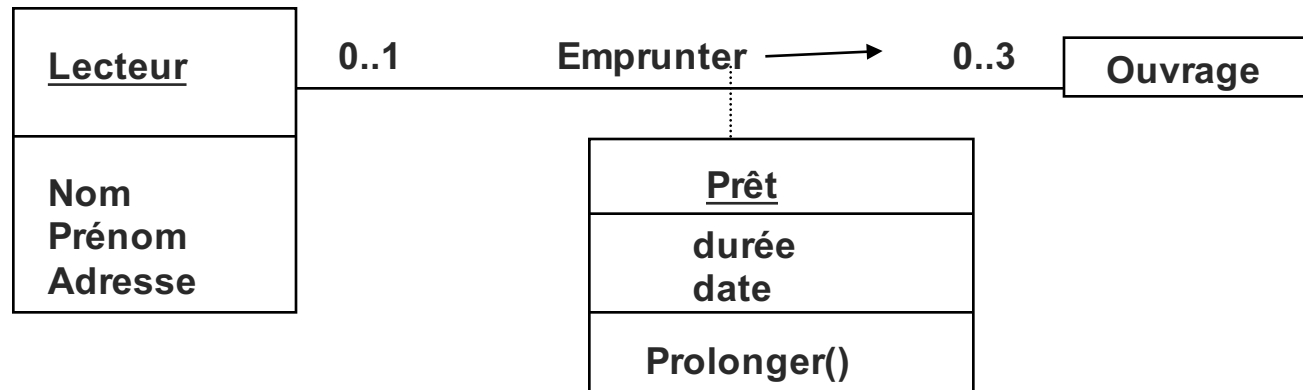 Lecteur
0..1
Emprunter
0..3
Ouvrage
Nom
Prénom
Adresse
Prêt
durée
date
Prolonger()